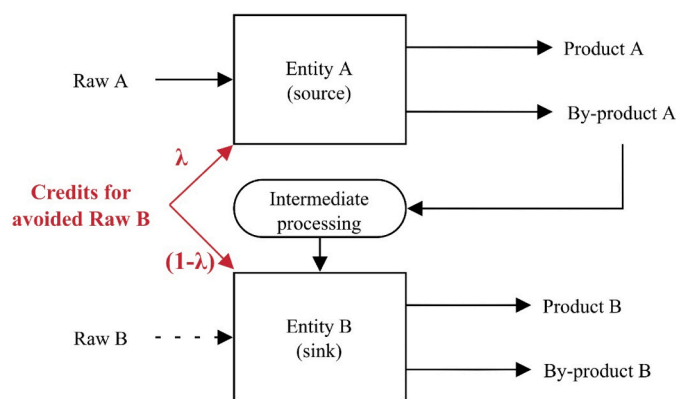 Raw A
Entity A
(source)
Product A
By-product A
λ
Credits for
avoided Raw B
(1-λ)
Intermediate
processing
Raw B
Entity B
(sink)
Product B
By-product B